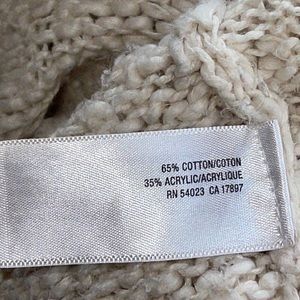 65% COTTON/COTON
35% ACRYLIC/ACRYLIQUE
RN 54023 CA 17897